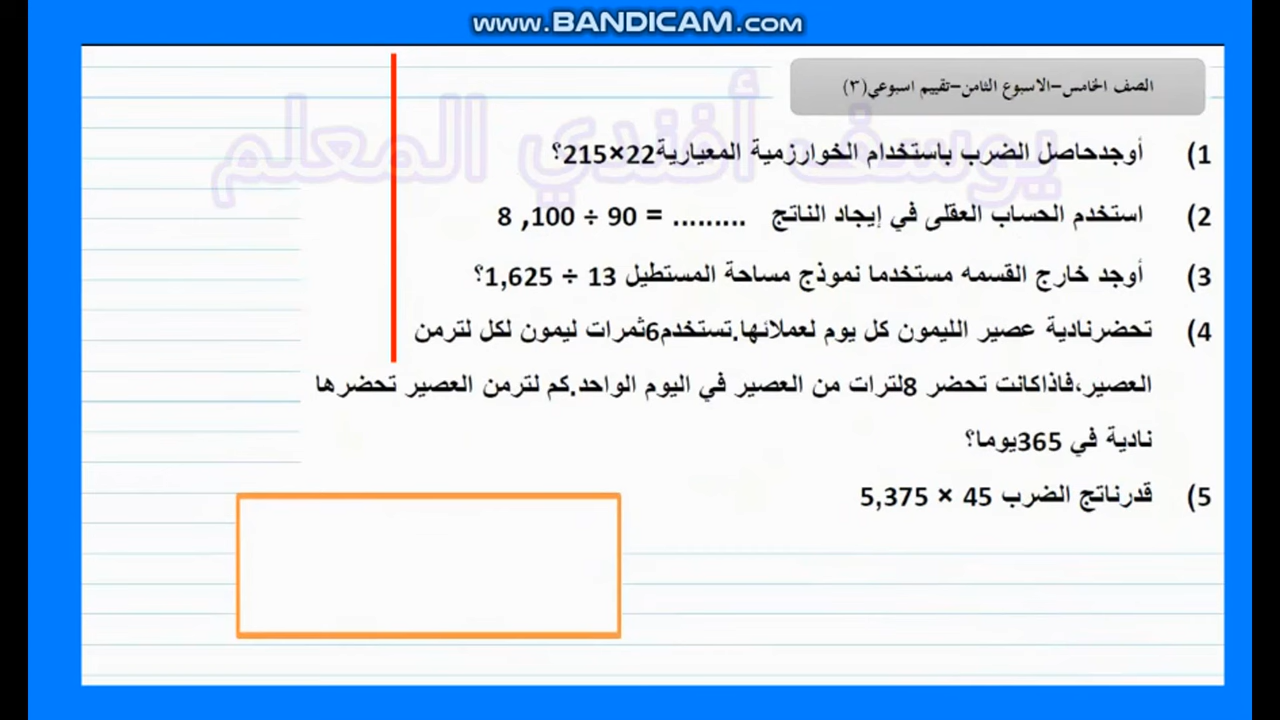 www.BANDICAM.com
الصف الخامس-الاسبوع الثامن-تقييم اسبوعي(٣)
يوسف أفندي المعلم
1) أوجدحاصل الضرب باستخدام الخوارزمية المعيارية22×215؟
2) استخدم الحساب العقلى في إيجاد الناتج ......... = 90 ÷ 100, 8
3) أوجد خارج القسمه مستخدما نموذج مساحة المستطيل 13 ÷ 1,625؟
4) تحضرنادية عصير الليمون كل يوم لعملائها.تستخدم6ثمرات ليمون لكل لترمن
العصير،فاذاكانت تحضر 8لترات من العصير في اليوم الواحد.كم لترمن العصير تحضرها
نادية في 365يوما؟
5) قدرناتج الضرب 45 × 5,375